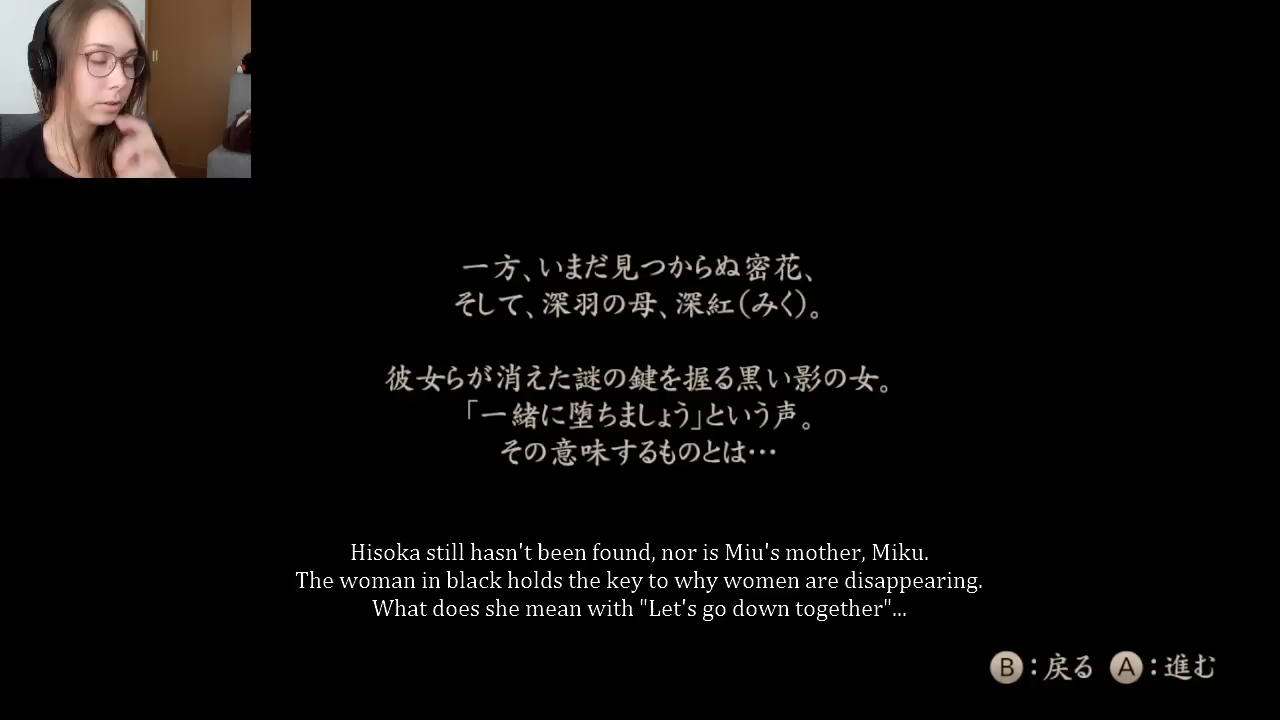 一方、いまだ見つからぬ密花、
そして、深羽の母、深紅(みく)。
彼女らが消えた謎の鍵を握る黒い影の女。
「一緒に堕ちましょう」という声。
その意味するものとは…
Hisoka still hasn't been found, nor is Miu's mother, Miku.
The woman in black holds the key to why women are disappearing.
What does she mean with "Let's go down together"...
B:戻る A:進む